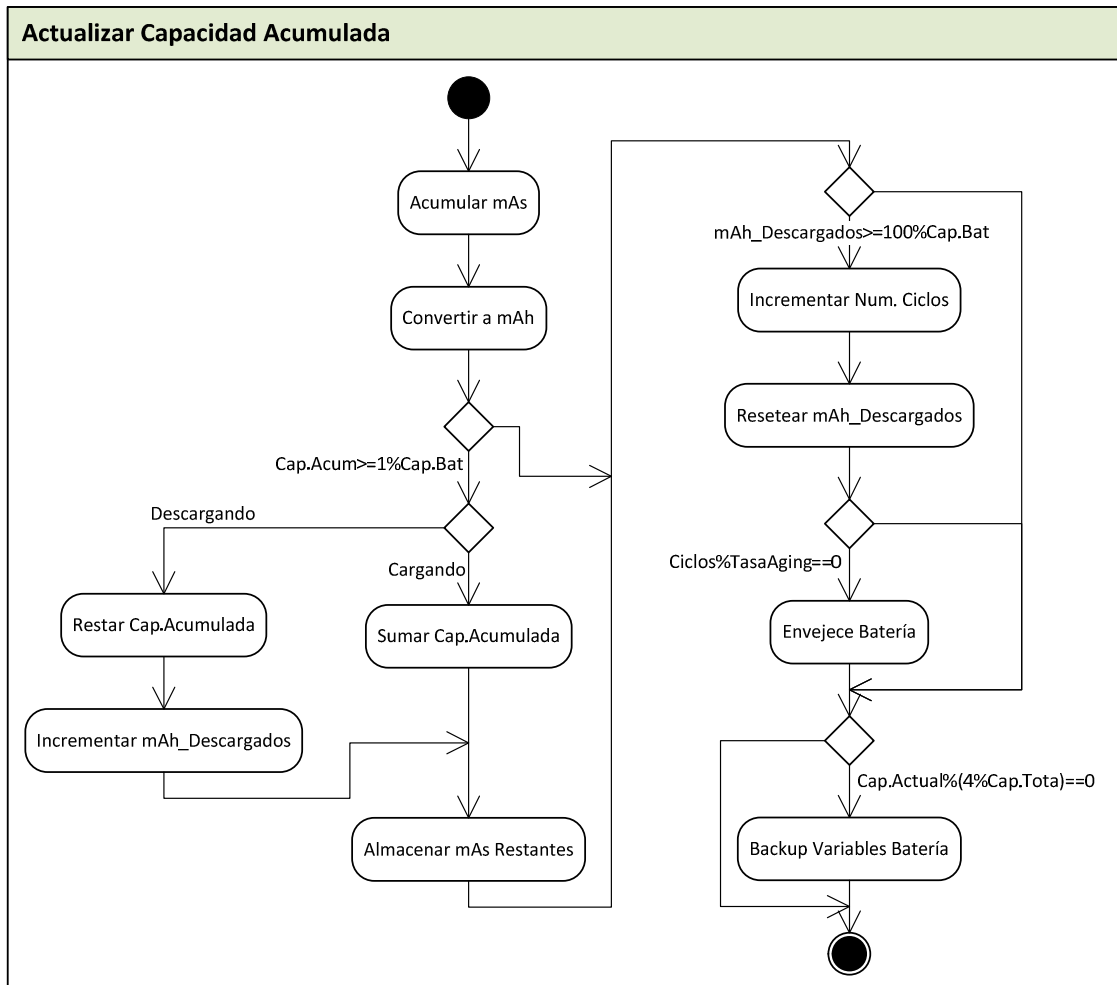 Actualizar Capacidad Acumulada
Acumular mAs
Convertir a mAh
Cap.Acum>=1%Cap.Bat
Descargando
Cargando
Restar Cap.Acumulada
Sumar Cap.Acumulada
Incrementar mAh_Descargados
Almacenar mAs Restantes
mAh_Descargados>=100%Cap.Bat
Incrementar Num. Ciclos
Resetear mAh_Descargados
Ciclos%TasaAging==0
Envejece Batería
Cap.Actual%(4%Cap.Tota)==0
Backup Variables Batería